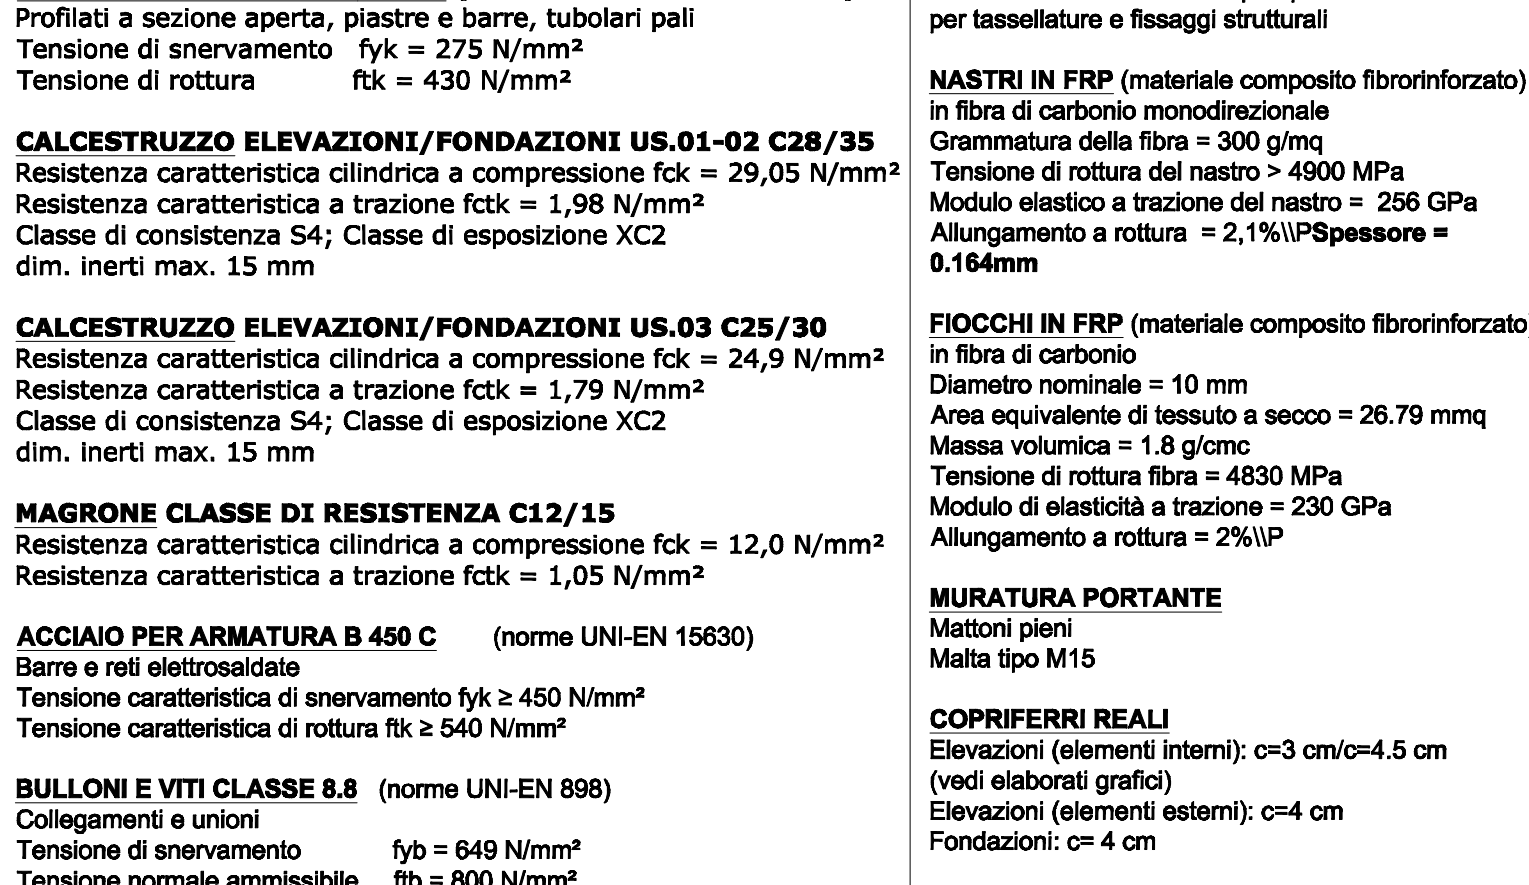 Profilati a sezione aperta, piastre e barre, tubolari pali
Tensione di snervamento fyk = 275 N/mm²
Tensione di rottura ftk = 430 N/mm²
CALCESTRUZZO ELEVAZIONI/FONDAZIONI US.01-02 C28/35
Resistenza caratteristica cilindrica a compressione fck = 29,05 N/mm²
Resistenza caratteristica a trazione fctk = 1,98 N/mm²
Classe di consistenza S4; Classe di esposizione XC2
dim. inerti max. 15 mm
CALCESTRUZZO ELEVAZIONI/FONDAZIONI US.03 C25/30
Resistenza caratteristica cilindrica a compressione fck = 24,9 N/mm²
Resistenza caratteristica a trazione fctk = 1,79 N/mm²
Classe di consistenza S4; Classe di esposizione XC2
dim. inerti max. 15 mm
MAGRONE CLASSE DI RESISTENZA C12/15
Resistenza caratteristica cilindrica a compressione fck = 12,0 N/mm²
Resistenza caratteristica a trazione fctk = 1,05 N/mm²
ACCIAIO PER ARMATURA B 450 C (norme UNI-EN 15630)
Barre e reti elettrosaldate
Tensione caratteristica di snervamento fyk ≥ 450 N/mm²
Tensione caratteristica di rottura ftk ≥ 540 N/mm²
BULLONI E VITI CLASSE 8.8 (norme UNI-EN 898)
Collegamenti e unioni
Tensione di snervamento fyb = 649 N/mm²
Tensione normale ammissibile ftb = 800 N/mm²
per tassellature e fissaggi strutturali
NASTRI IN FRP (materiale composito fibrorinforzato)
in fibra di carbonio monodirezionale
Grammatura della fibra = 300 g/mq
Tensione di rottura del nastro > 4900 MPa
Modulo elastico a trazione del nastro = 256 GPa
Allungamento a rottura = 2,1%\\PSpessore =
0.164mm
FIOCCHI IN FRP (materiale composito fibrorinforzato)
in fibra di carbonio
Diametro nominale = 10 mm
Area equivalente di tessuto a secco = 26.79 mmq
Massa volumica = 1.8 g/cmc
Tensione di rottura fibra = 4830 MPa
Modulo di elasticità a trazione = 230 GPa
Allungamento a rottura = 2%\\P
MURATURA PORTANTE
Mattoni pieni
Malta tipo M15
COPRIFERRI REALI
Elevazioni (elementi interni): c=3 cm/c=4.5 cm
(vedi elaborati grafici)
Elevazioni (elementi esterni): c=4 cm
Fondazioni: c= 4 cm